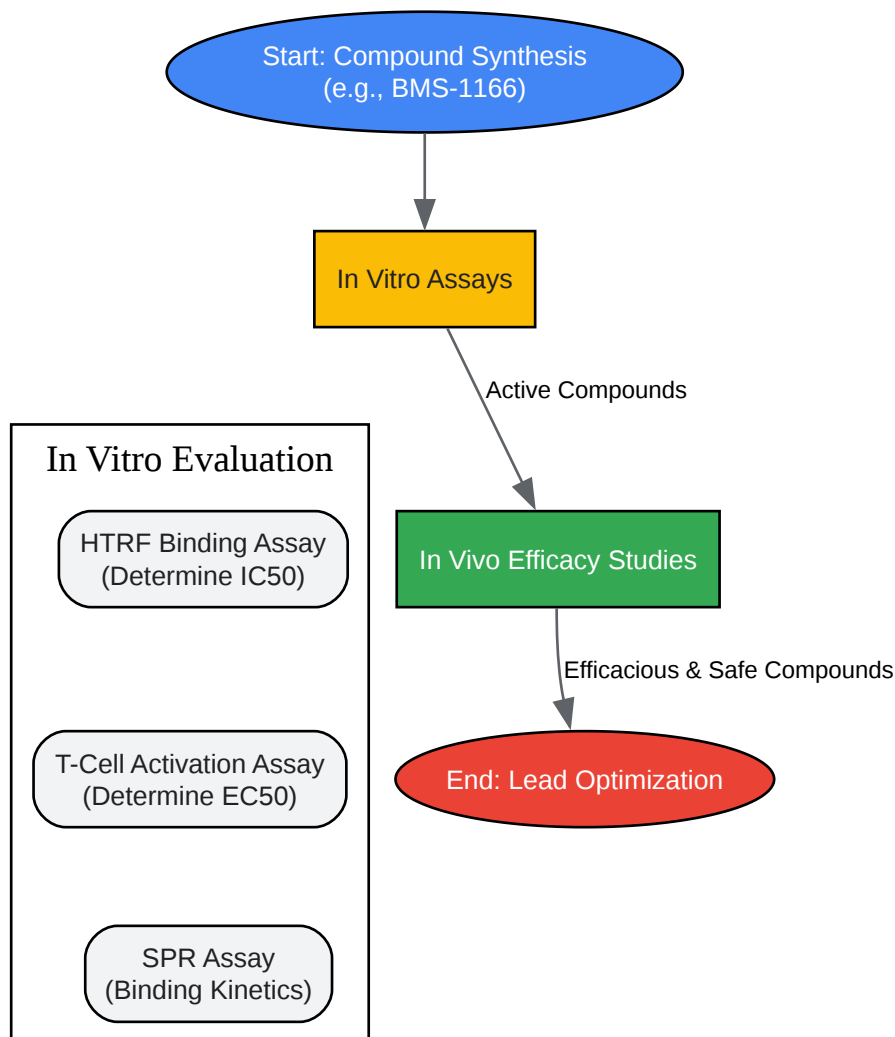 Start: Compound Synthesis
(e.g., BMS-1166)
In Vitro Assays
Active Compounds
In Vitro Evaluation
HTRF Binding Assay
(Determine IC50)
In Vivo Efficacy Studies
Efficacious & Safe Compounds
T-Cell Activation Assay
(Determine EC50)
End: Lead Optimization
SPR Assay
(Binding Kinetics)